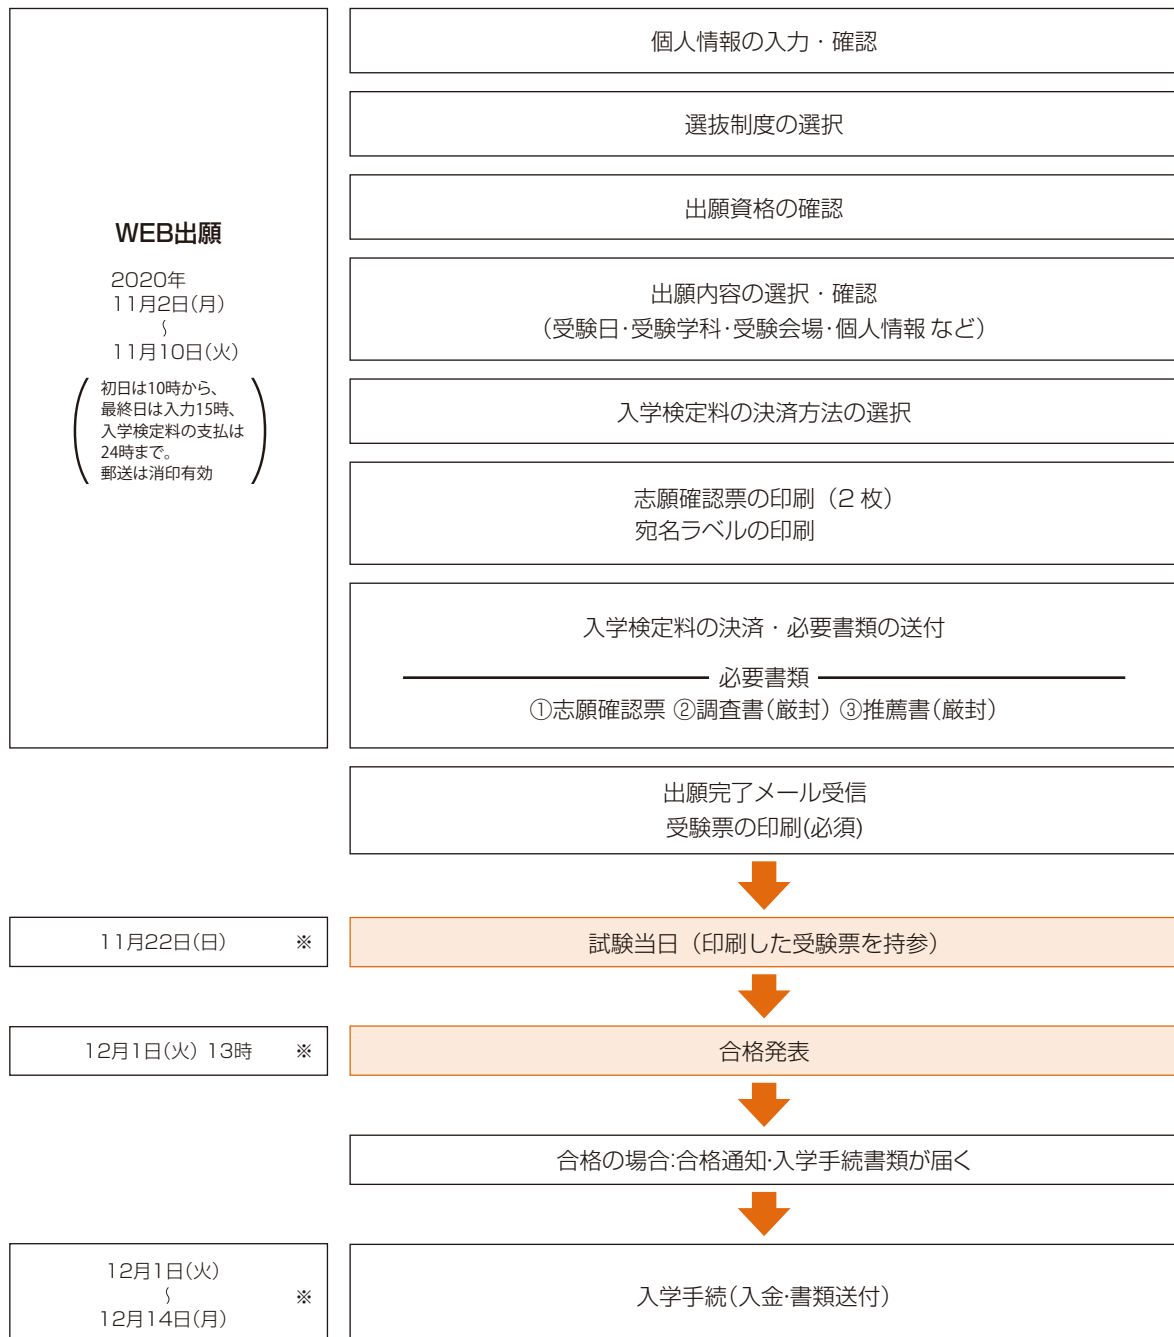 WEB出願
2020年
11月2日(月)
〜
11月10日(火)
初日は10時から、
最終日は入力15時、
入学検定料の支払は
24時まで。
郵送は消印有効
個人情報の入力・確認
選抜制度の選択
出願資格の確認
出願内容の選択・確認
（受験日・受験学科・受験会場・個人情報 など）
入学検定料の決済方法の選択
志願確認票の印刷（2 枚）
宛名ラベルの印刷
入学検定料の決済・必要書類の送付
必要書類
①志願確認票 ②調査書（厳封） ③推薦書（厳封）
出願完了メール受信
受験票の印刷(必須)
11月22日(日) ※
試験当日（印刷した受験票を持参）
12月1日(火) 13時 ※
合格発表
合格の場合:合格通知・入学手続書類が届く
12月1日(火)
〜 ※
12月14日(月)
入学手続（入金・書類送付）